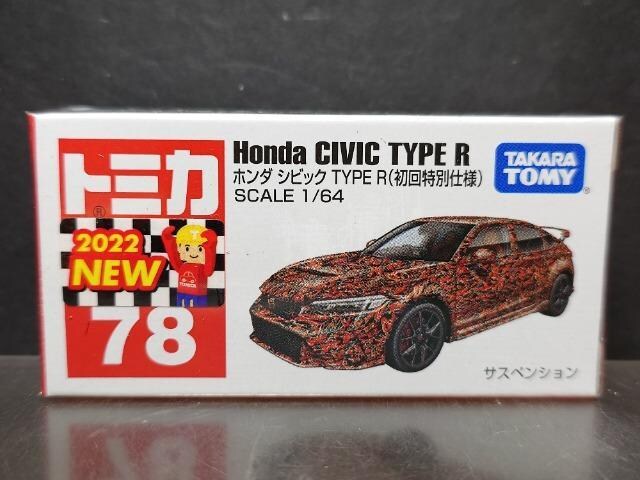 トミカ
®
2022
NEW
78
Honda CIVIC TYPE R
ホンダ シビック TYPE R(初回特別仕様)
SCALE 1/64
TAKARA
TOMY
®
サスペンション